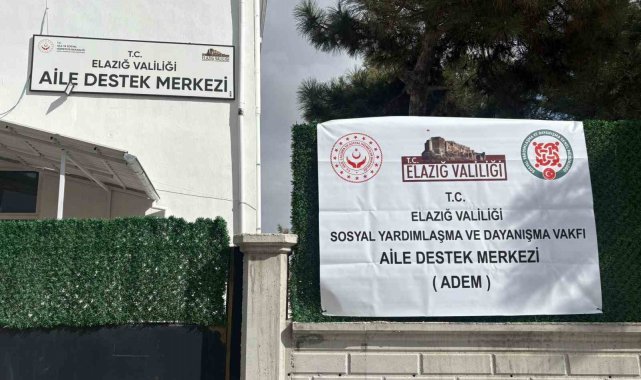 T.C.
ELAZIĞ VALİLİĞİ
AİLE DESTEK MERKEZİ
T.C.
ELAZIĞ VALİLİĞİ
T.C.
ELAZIĞ VALİLİĞİ
SOSYAL YARDIMLAŞMA VE DAYANIŞMA VAKFI
AİLE DESTEK MERKEZİ
( ADEM )